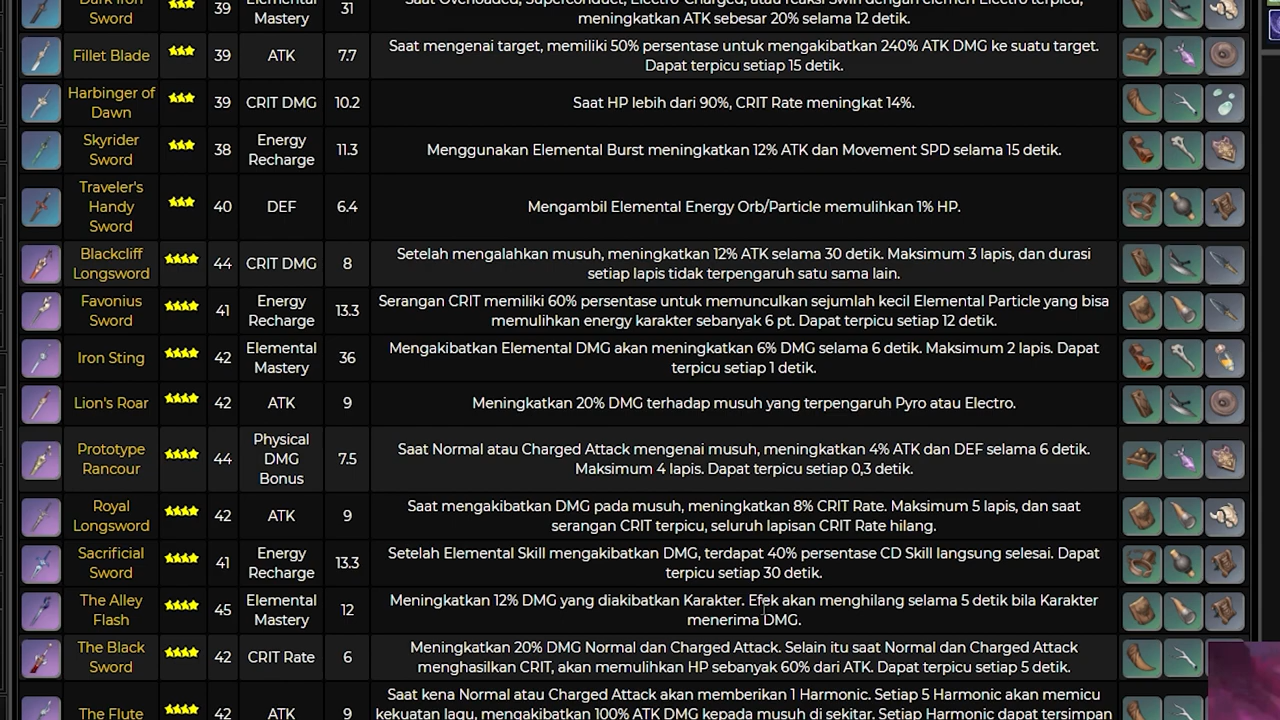 Dark Iron
Sword
39
Elemental
Mastery
31
meningkatkan ATK sebesar 20% selama 12 detik.
Fillet Blade
39
ATK
7.7
Saat mengenai target, memiliki 50% persentase untuk mengakibatkan 240% ATK DMG ke suatu target.
Dapat terpicu setiap 15 detik.
Harbinger of
Dawn
39
CRIT DMG
10.2
Saat HP lebih dari 90%, CRIT Rate meningkat 14%.
Skyrider
Sword
38
Energy
Recharge
11.3
Menggunakan Elemental Burst meningkatkan 12% ATK dan Movement SPD selama 15 detik.
Traveler's
Handy
Sword
40
DEF
6.4
Mengambil Elemental Energy Orb/Particle memulihkan 1% HP.
Blackcliff
Longsword
44
CRIT DMG
8
Setelah mengalahkan musuh, meningkatkan 12% ATK selama 30 detik. Maksimum 3 lapis, dan durasi
setiap lapis tidak terpengaruh satu sama lain.
Favonius
Sword
41
Energy
Recharge
13.3
Serangan CRIT memiliki 60% persentase untuk memunculkan sejumlah kecil Elemental Particle yang bisa
memulihkan energy karakter sebanyak 6 pt. Dapat terpicu setiap 12 detik.
Iron Sting
42
Elemental
Mastery
36
Mengakibatkan Elemental DMG akan meningkatkan 6% DMG selama 6 detik. Maksimum 2 lapis. Dapat
terpicu setiap 1 detik.
Lion's Roar
42
ATK
9
Meningkatkan 20% DMG terhadap musuh yang terpengaruh Pyro atau Electro.
Prototype
Rancour
44
Physical
DMG
Bonus
7.5
Saat Normal atau Charged Attack mengenai musuh, meningkatkan 4% ATK dan DEF selama 6 detik.
Maksimum 4 lapis. Dapat terpicu setiap 0,3 detik.
Royal
Longsword
42
ATK
9
Saat mengakibatkan DMG pada musuh, meningkatkan 8% CRIT Rate. Maksimum 5 lapis, dan saat
serangan CRIT terpicu, seluruh lapisan CRIT Rate hilang.
Sacrificial
Sword
41
Energy
Recharge
13.3
Setelah Elemental Skill mengakibatkan DMG, terdapat 40% persentase CD Skill langsung selesai. Dapat
terpicu setiap 30 detik.
The Alley
Flash
45
Elemental
Mastery
12
Meningkatkan 12% DMG yang diakibatkan Karakter. Efek akan menghilang selama 5 detik bila Karakter
menerima DMG.
The Black
Sword
42
CRIT Rate
6
Meningkatkan 20% DMG Normal dan Charged Attack. Selain itu saat Normal dan Charged Attack
menghasilkan CRIT, akan memulihkan HP sebanyak 60% dari ATK. Dapat terpicu setiap 5 detik.
The Flute
42
ATK
9
Saat kena Normal atau Charged Attack akan memberikan 1 Harmonic. Setiap 5 Harmonic akan memicu
kekuatan lagu, mengakibatkan 100% ATK DMG kepada musuh di sekitar. Setiap Harmonic dapat tersimpan